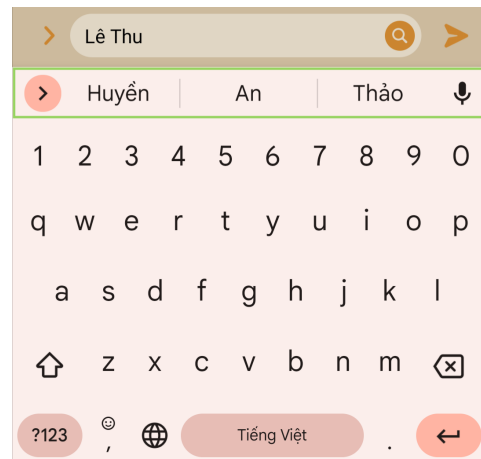 Lê Thu
Huyền An Thảo
1 2 3 4 5 6 7 8 9 0
q w e r t y u i o p
a s d f g h j k l
z x c v b n m
?123 , Tiếng Việt .